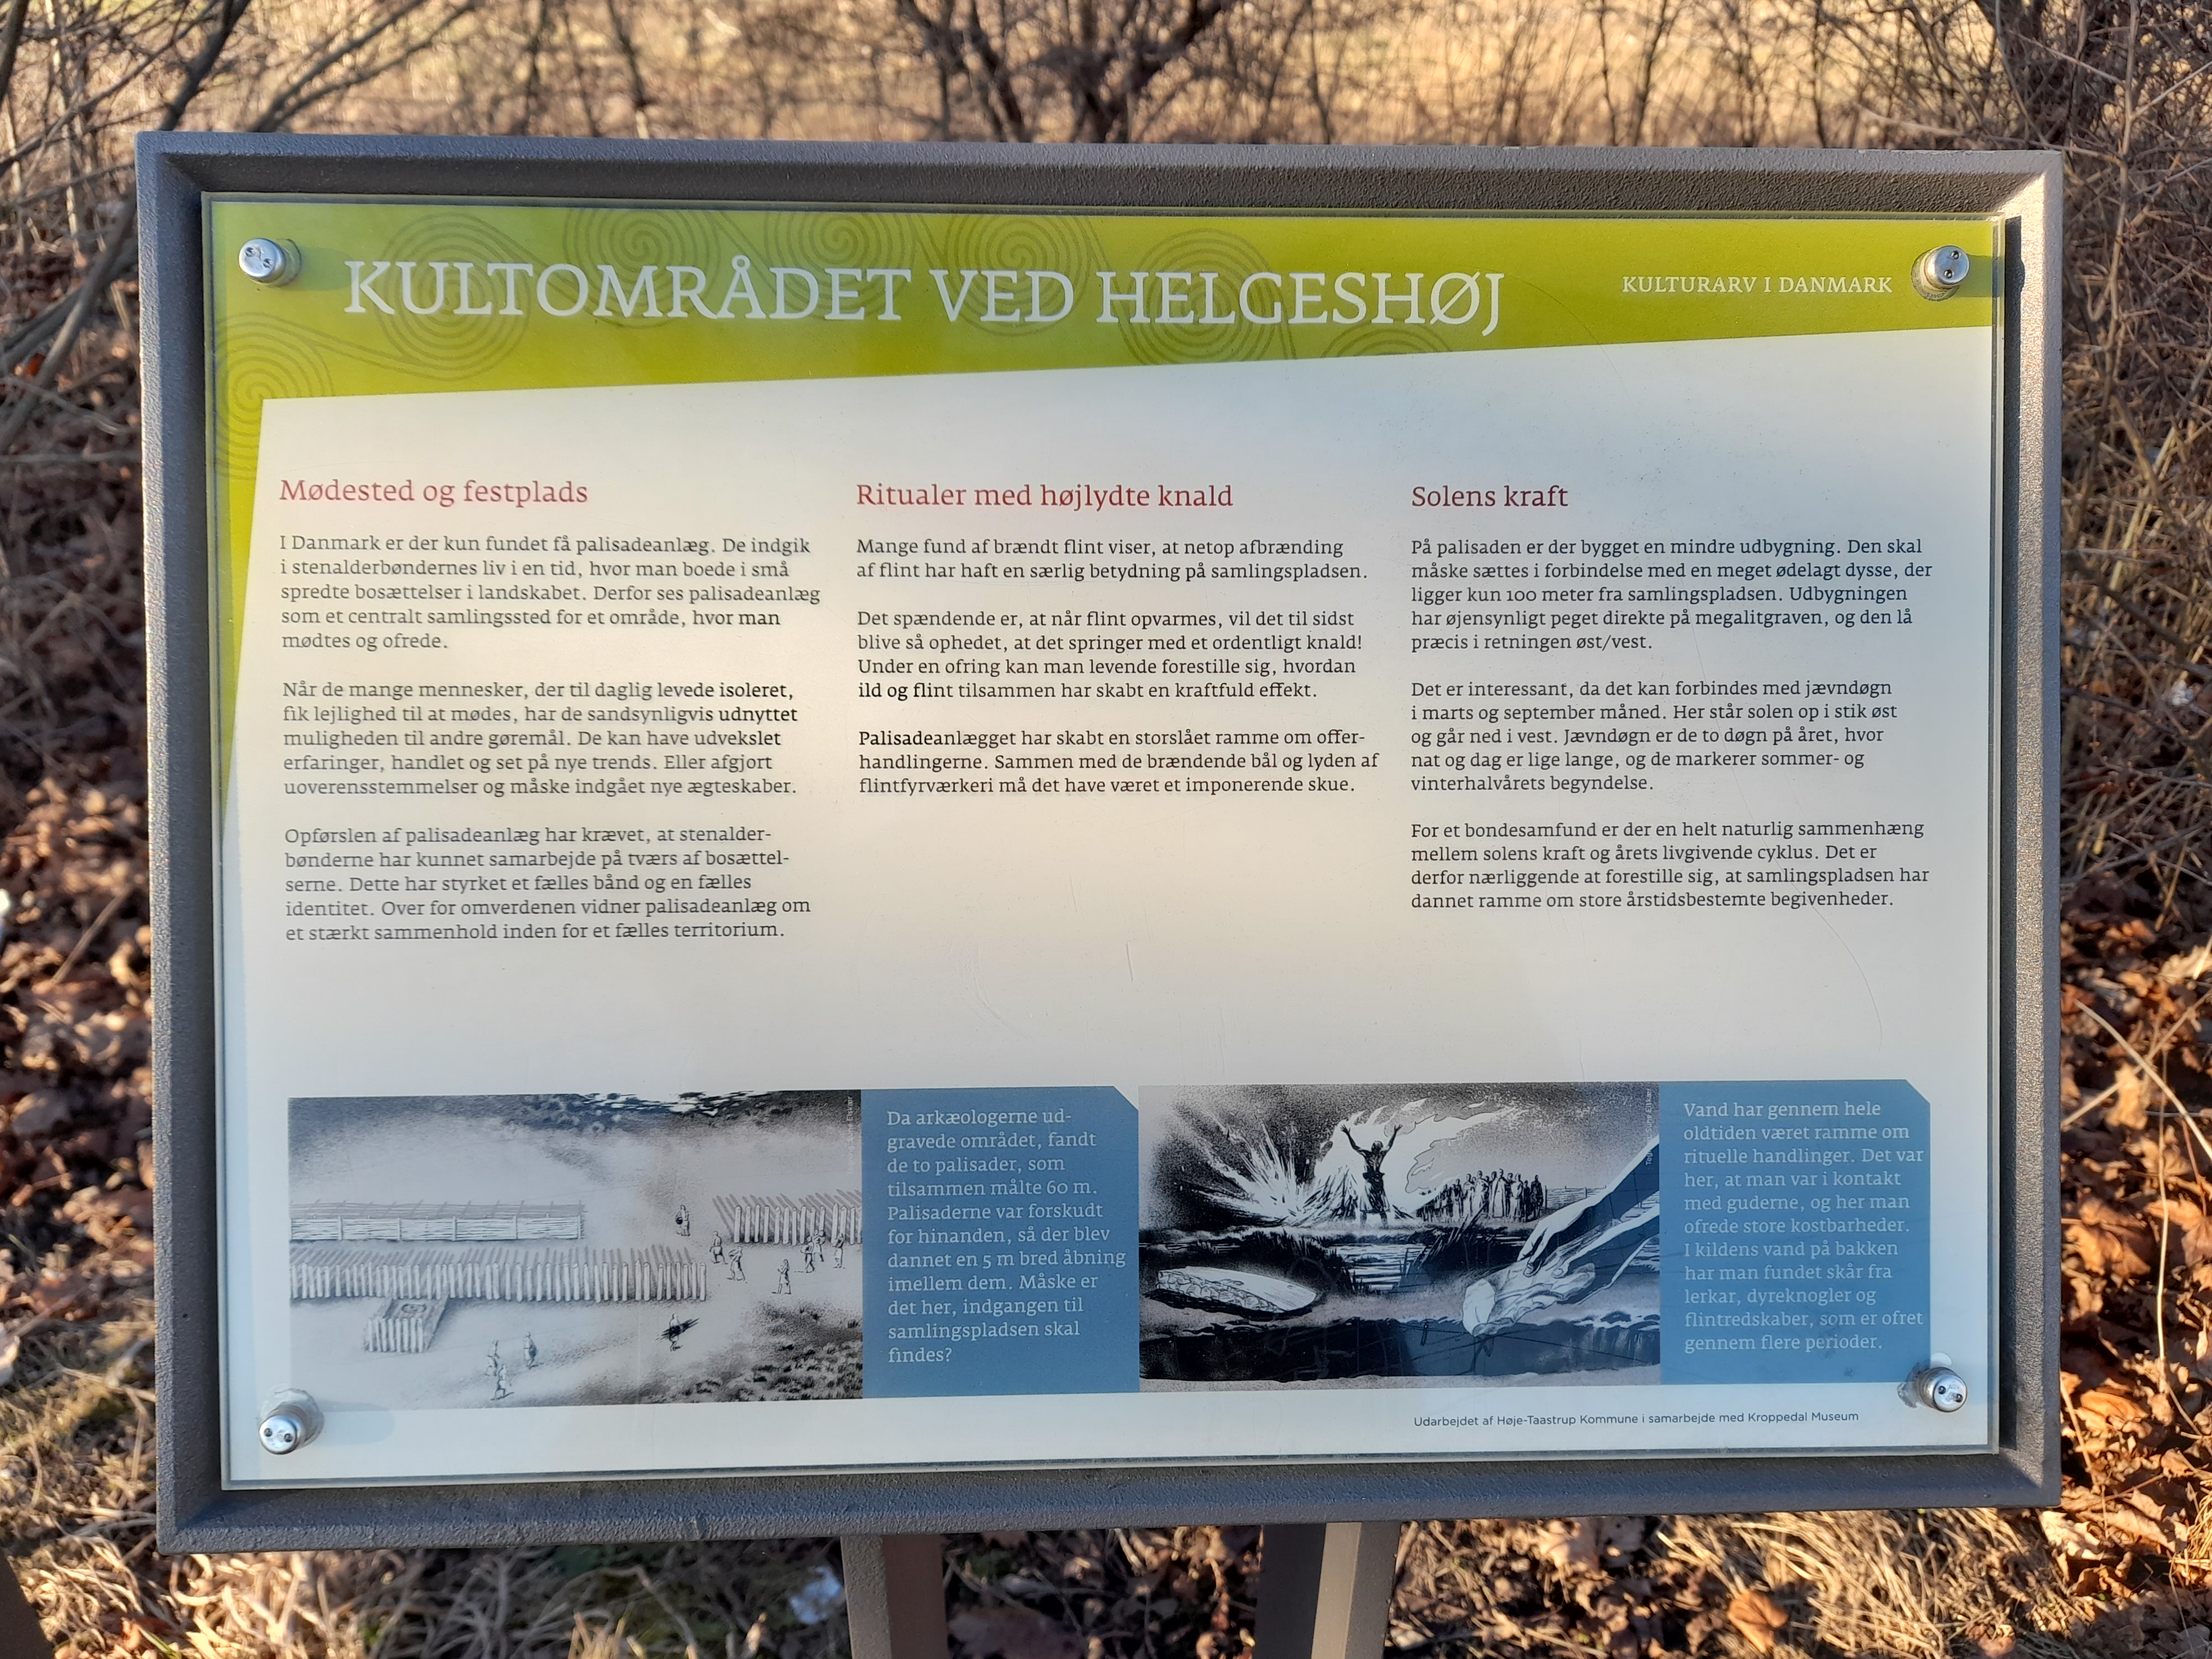 KULTOMRÅDET VED HELGESHØJ
KULTURARV I DANMARK
Mødested og festplads
I Danmark er der kun fundet få palisadeanlæg. De indgik
i stenalderbøndernes liv i en tid, hvor man boede i små
spredte bosættelser i landskabet. Derfor ses palisadeanlæg
som et centralt samlingssted for et område, hvor man
mødtes og ofrede.
Når de mange mennesker, der til daglig levede isoleret,
fik lejlighed til at mødes, har de sandsynligvis udnyttet
muligheden til andre gøremål. De kan have udvekslet
erfaringer, handlet og set på nye trends. Eller afgjort
uoverensstemmelser og måske indgået nye ægteskaber.
Opførslen af palisadeanlæg har krævet, at stenalder-
bønderne har kunnet samarbejde på tværs af bosættel-
serne. Dette har styrket et fælles bånd og en fælles
identitet. Over for omverdenen vidner palisadeanlæg om
et stærkt sammenhold inden for et fælles territorium.
Ritualer med højlydte knald
Mange fund af brændt flint viser, at netop afbrænding
af flint har haft en særlig betydning på samlingspladsen.
Det spændende er, at når flint opvarmes, vil det til sidst
blive så ophedet, at det springer med et ordentligt knald!
Under en ofring kan man levende forestille sig, hvordan
ild og flint tilsammen har skabt en kraftfuld effekt.
Palisadeanlægget har skabt en storslået ramme om offer-
handlingerne. Sammen med de brændende bål og lyden af
flintfyrværkeri må det have været et imponerende skue.
Solens kraft
På palisaden er der bygget en mindre udbygning. Den skal
måske sættes i forbindelse med en meget ødelagt dysse, der
ligger kun 100 meter fra samlingspladsen. Udbygningen
har øjensynligt peget direkte på megalitgraven, og den lå
præcis i retningen øst/vest.
Det er interessant, da det kan forbindes med jævndøgn
i marts og september måned. Her står solen op i stik øst
og går ned i vest. Jævndøgn er de to døgn på året, hvor
nat og dag er lige lange, og de markerer sommer- og
vinterhalvårets begyndelse.
For et bondesamfund er der en helt naturlig sammenhæng
mellem solens kraft og årets livgivende cyklus. Det er
derfor nærliggende at forestille sig, at samlingspladsen har
dannet ramme om store årstidsbestemte begivenheder.
Da arkæologerne ud-
gravede området, fandt
de to palisader, som
tilsammen målte 60 m.
Palisaderne var forskudt
for hinanden, så der blev
dannet en 5 m bred åbning
imellem dem. Måske er
det her, indgangen til
samlingspladsen skal
findes?
Vand har gennem hele
oldtiden været ramme om
rituelle handlinger. Det var
her, at man var i kontakt
med guderne, og her man
ofrede store kostbarheder.
I kildens vand på bakken
har man fundet skår fra
lerkar, dyreknogler og
flintredskaber, som er ofret
gennem flere perioder.
Udarbejdet af Høje-Taastrup Kommune i samarbejde med Kroppedal Museum